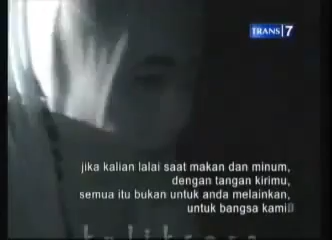 TRANS 7
jika kalian lalai saat makan dan minum,
dengan tangan kirimu,
semua itu bukan untuk anda melainkan,
untuk bangsa kami